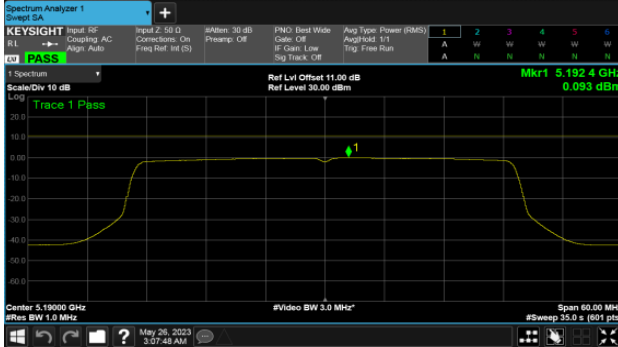 Spectrum Analyzer 1
Swept SA
KEYSIGHT Input: RF Input Z: 50 Ω #Atten: 30 dB PNO: Best Wide Avg Type: Power (RMS) 1 2 3 4 5 6
RL Coupling: AC Corrections: On Preamp: Off Gate: Off Avg|Hold: 1/1 A W W W W W
Align: Auto Freq Ref: Int (S) IF Gain: Low Trig: Free Run
LXI PASS Sig Track: Off A N N N N N
1 Spectrum Ref Lvl Offset 11.00 dB Mkr1 5.192 4 GHz
Scale/Div 10 dB Ref Level 30.00 dBm 0.093 dBm
Log
Trace 1 Pass
20.0
10.0
1
0.00
-10.0
-20.0
-30.0
-40.0
-50.0
-60.0
Center 5.19000 GHz #Video BW 3.0 MHz* Span 60.00 MHz
#Res BW 1.0 MHz #Sweep 35.0 s (601 pts)
? May 26, 2023
3:07:48 AM